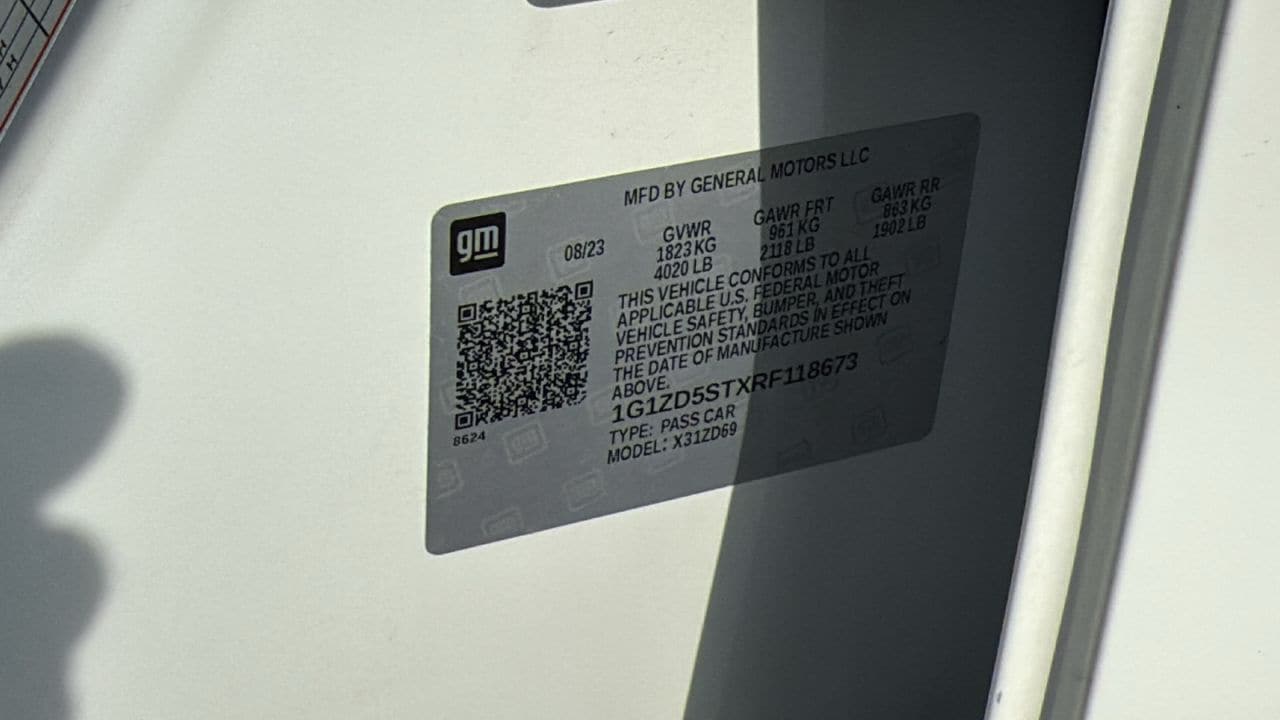 MFD BY GENERAL MOTORS LLC
gm
08/23
GVWR
1823 KG
4020 LB
GAWR FRT
961 KG
2118 LB
GAWR RR
863 KG
1902 LB
THIS VEHICLE CONFORMS TO ALL
APPLICABLE U.S. FEDERAL MOTOR
VEHICLE SAFETY, BUMPER, AND THEFT
PREVENTION STANDARDS IN EFFECT ON
THE DATE OF MANUFACTURE SHOWN
ABOVE.
1G1ZD5STXRF118673
TYPE: PASS CAR
MODEL: X31ZD69
8624